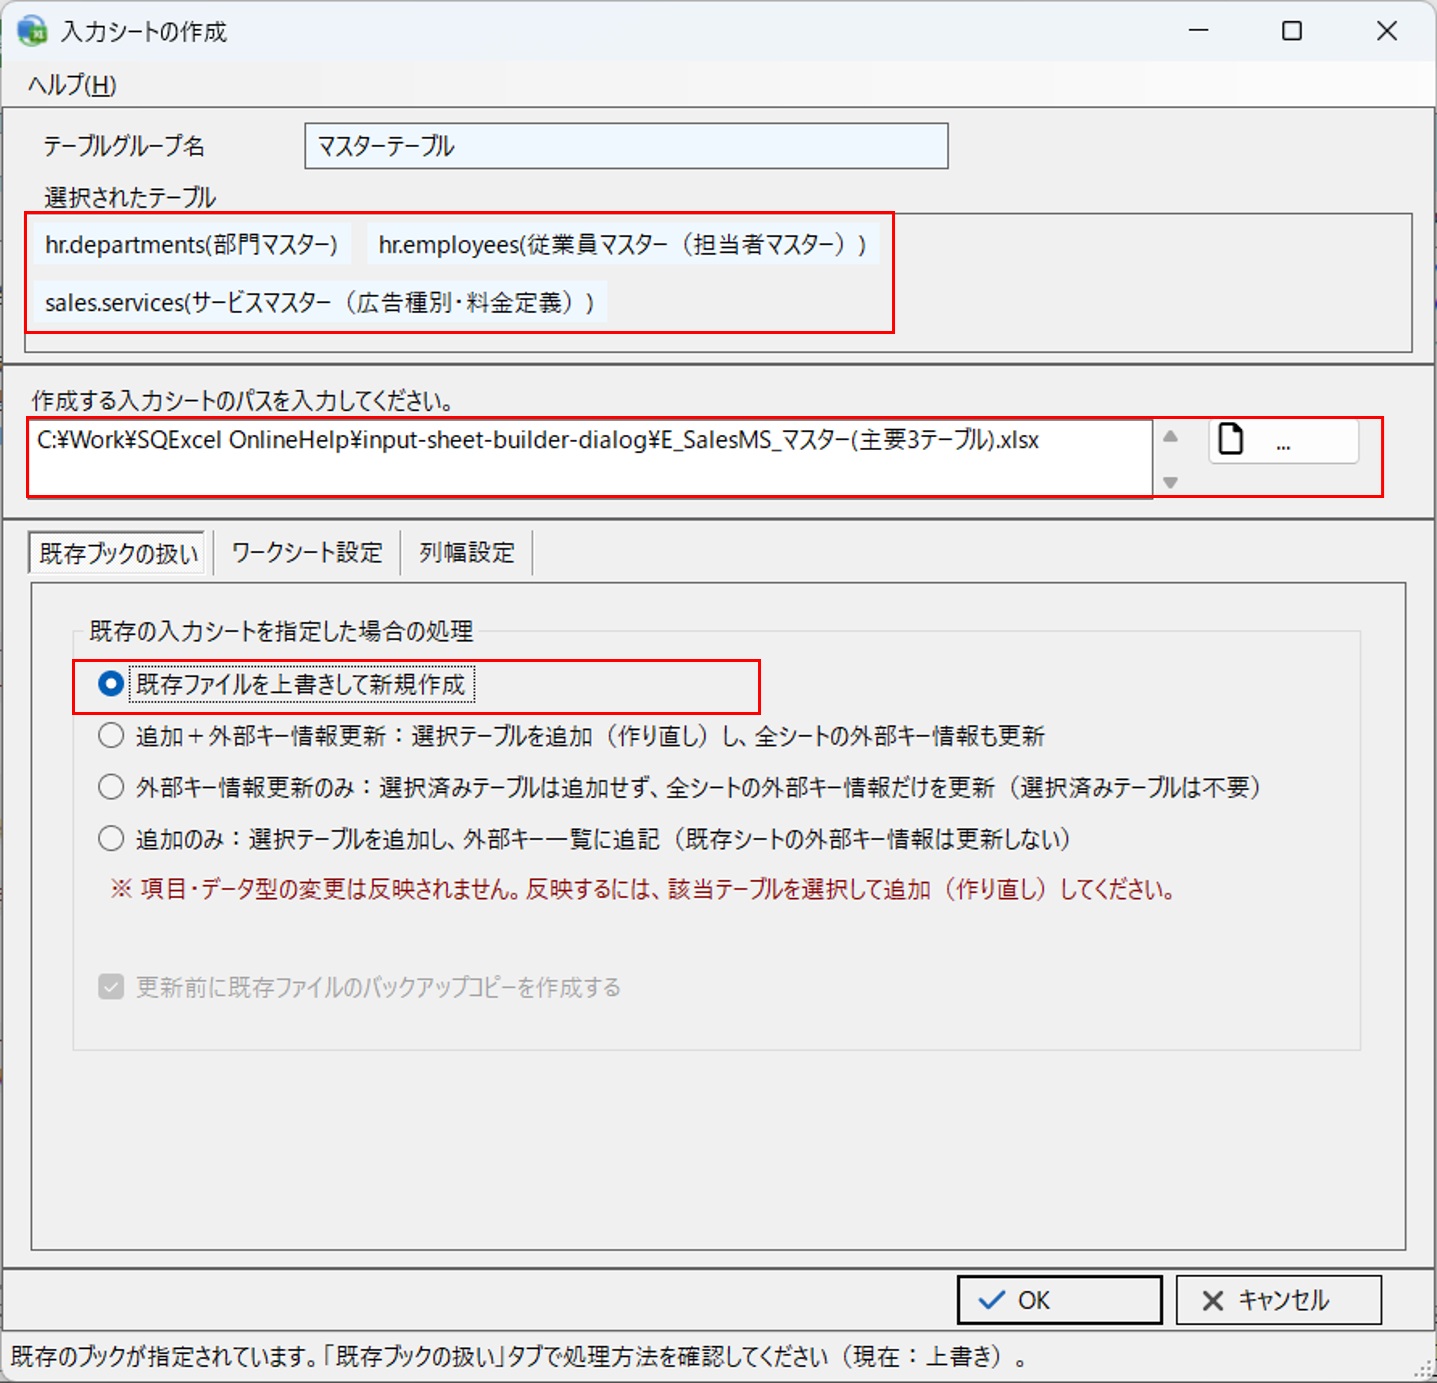 入力シートの作成
ヘルプ(H)
テーブルグループ名 マスターテーブル
選択されたテーブル
hr.departments(部門マスター) hr.employees(従業員マスター（担当者マスター）)
sales.services(サービスマスター（広告種別・料金定義）)
作成する入力シートのパスを入力してください。
C:¥Work¥SQExcel OnlineHelp¥input-sheet-builder-dialog¥E_SalesMS_マスター(主要3テーブル).xlsx ...
既存ブックの扱い ワークシート設定 列幅設定
既存の入力シートを指定した場合の処理
既存ファイルを上書きして新規作成
追加＋外部キー情報更新：選択テーブルを追加（作り直し）し、全シートの外部キー情報も更新
外部キー情報更新のみ：選択済みテーブルは追加せず、全シートの外部キー情報だけを更新（選択済みテーブルは不要）
追加のみ：選択テーブルを追加し、外部キー一覧に追記（既存シートの外部キー情報は更新しない）
※ 項目・データ型の変更は反映されません。反映するには、該当テーブルを選択して追加（作り直し）してください。
更新前に既存ファイルのバックアップコピーを作成する
OK キャンセル
既存のブックが指定されています。「既存ブックの扱い」タブで処理方法を確認してください（現在：上書き）。